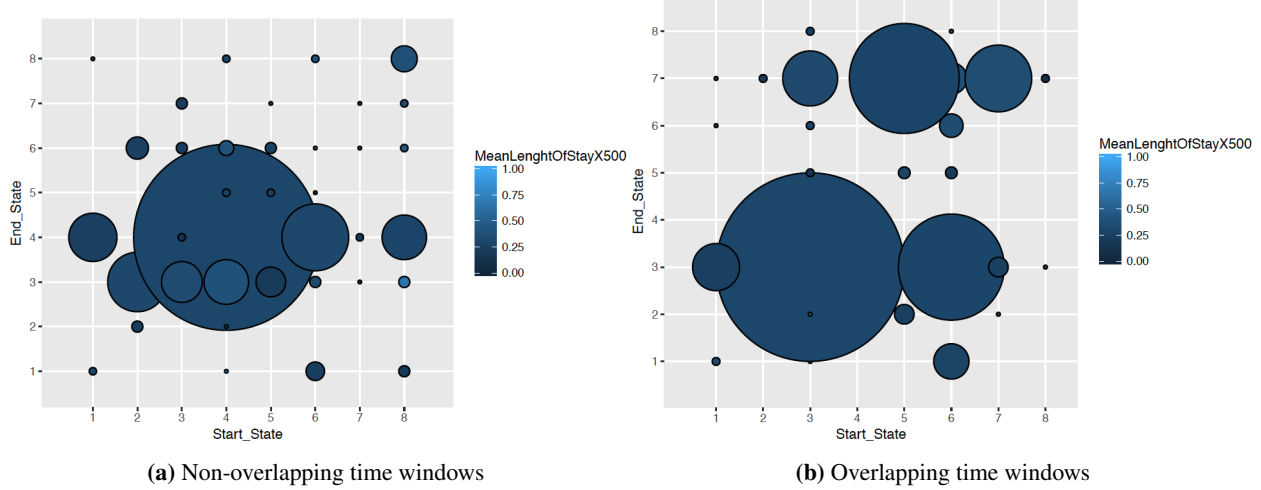 8
7
6
5
4
3
2
1
End_State
1 2 3 4 5 6 7 8
Start_State
MeanLenghtOfStayX500
1.00
0.75
0.50
0.25
0.00
(a) Non-overlapping time windows
8
7
6
5
4
3
2
1
End_State
1 2 3 4 5 6 7 8
Start_State
MeanLenghtOfStayX500
1.00
0.75
0.50
0.25
0.00
(b) Overlapping time windows